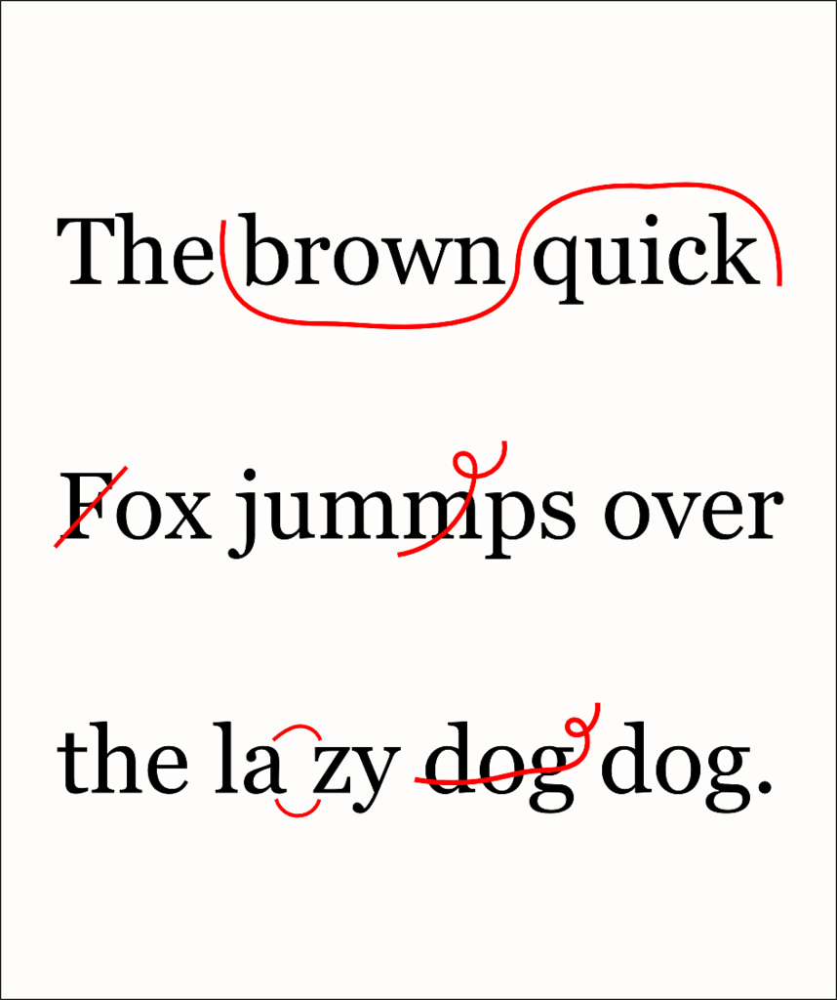 The brown quick
Fox jummps over
the la zy dog dog.